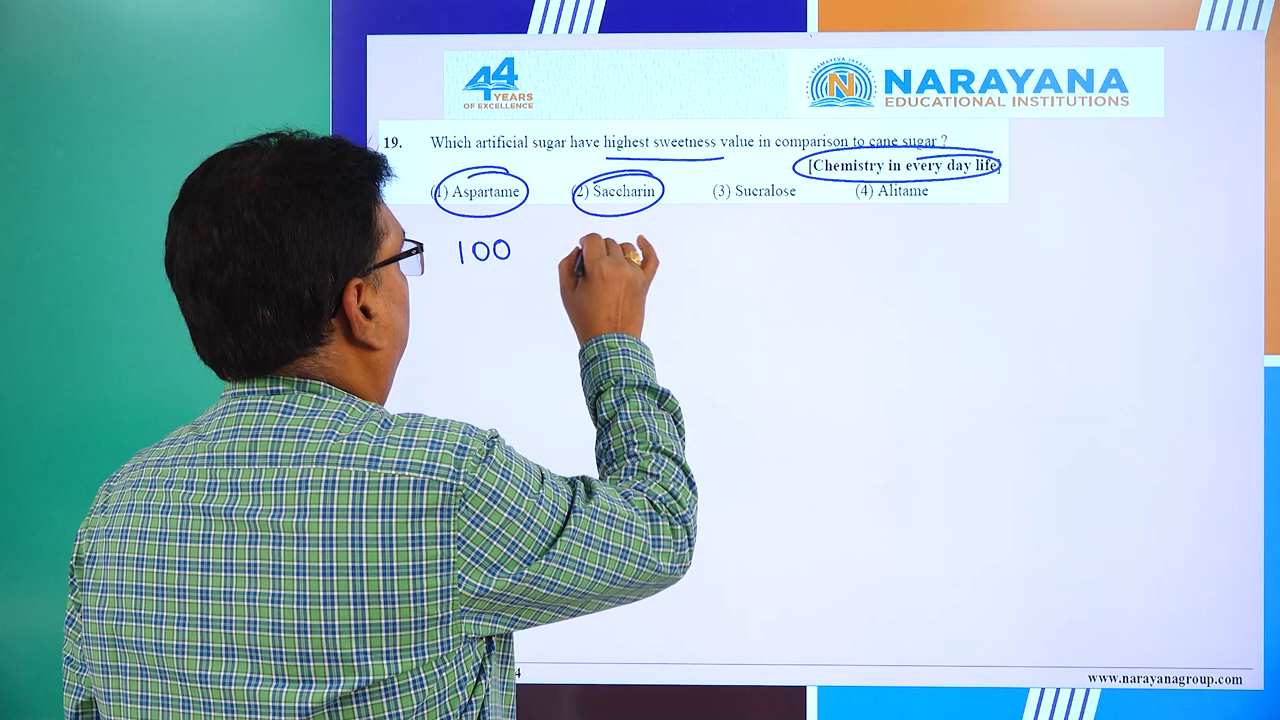 44
YEARS
OF EXCELLENCE
NARAYANA
EDUCATIONAL INSTITUTIONS
19. Which artificial sugar have highest sweetness value in comparison to cane sugar ?
[Chemistry in every day life]
(1) Aspartame (2) Saccharin (3) Sucralose (4) Alitame
100
4
www.narayanagroup.com